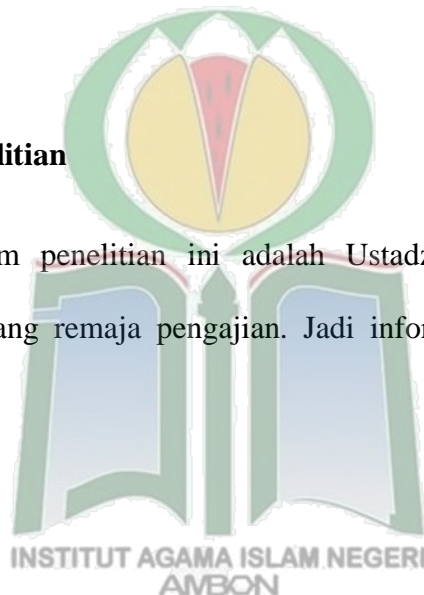 litian
m penelitian ini adalah Ustadz
ang remaja pengajian. Jadi infor
INSTITUT AGAMA ISLAM NEGERI
AMBON